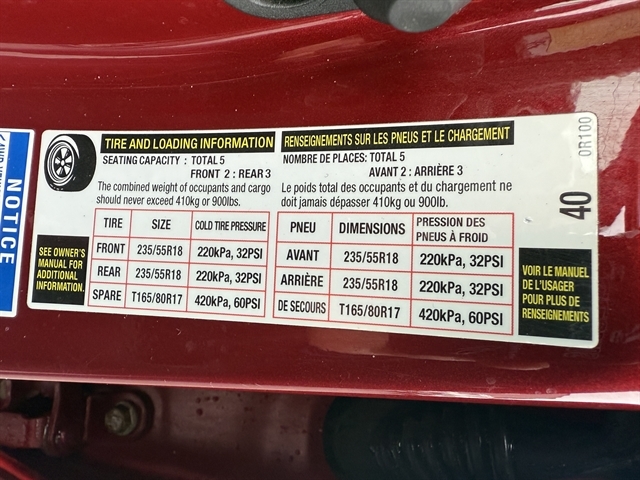 TIRE AND LOADING INFORMATION
SEATING CAPACITY : TOTAL 5
FRONT 2 : REAR 3
The combined weight of occupants and cargo
should never exceed 410kg or 900lbs.
TIRE SIZE COLD TIRE PRESSURE
FRONT 235/55R18 220kPa, 32PSI
REAR 235/55R18 220kPa, 32PSI
SPARE T165/80R17 420kPa, 60PSI
SEE OWNER'S
MANUAL FOR
ADDITIONAL
INFORMATION.
RENSEIGNEMENTS SUR LES PNEUS ET LE CHARGEMENT
NOMBRE DE PLACES: TOTAL 5
AVANT 2 : ARRIÈRE 3
Le poids total des occupants et du chargement ne
doit jamais dépasser 410kg ou 900lb.
PNEU DIMENSIONS PRESSION DES
PNEUS À FROID
AVANT 235/55R18 220kPa, 32PSI
ARRIÈRE 235/55R18 220kPa, 32PSI
DE SECOURS T165/80R17 420kPa, 60PSI
VOIR LE MANUEL
DE L'USAGER
POUR PLUS DE
RENSEIGNEMENTS
40
0R100
NOTICE